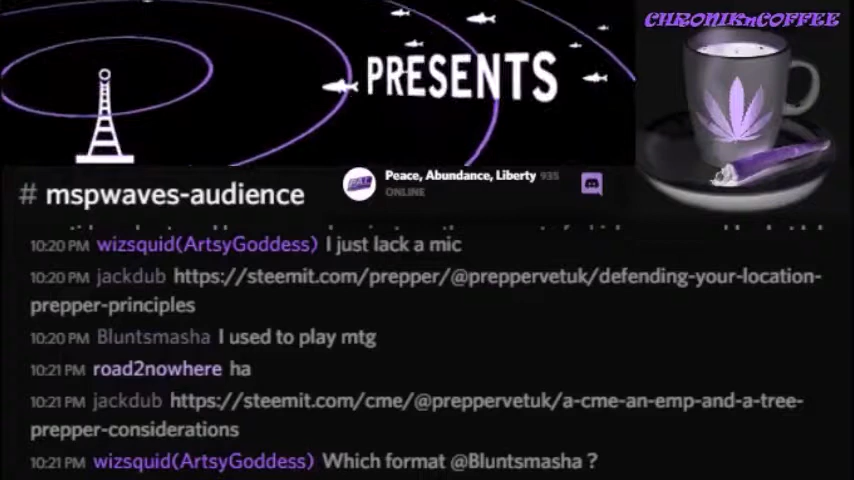 CHRONIKnCOFFEE
PRESENTS
Peace, Abundance, Liberty 935
ONLINE
# mspwaves-audience
10:20 PM wizsquid(ArtsyGoddess) I just lack a mic
10:20 PM jackdub https://steemit.com/prepper/@preppervetuk/defending-your-location-
prepper-principles
10:20 PM Bluntsmasha I used to play mtg
10:21 PM road2nowhere ha
10:21 PM jackdub https://steemit.com/cme/@preppervetuk/a-cme-an-emp-and-a-tree-
prepper-considerations
10:21 PM wizsquid(ArtsyGoddess) Which format @Bluntsmasha ?